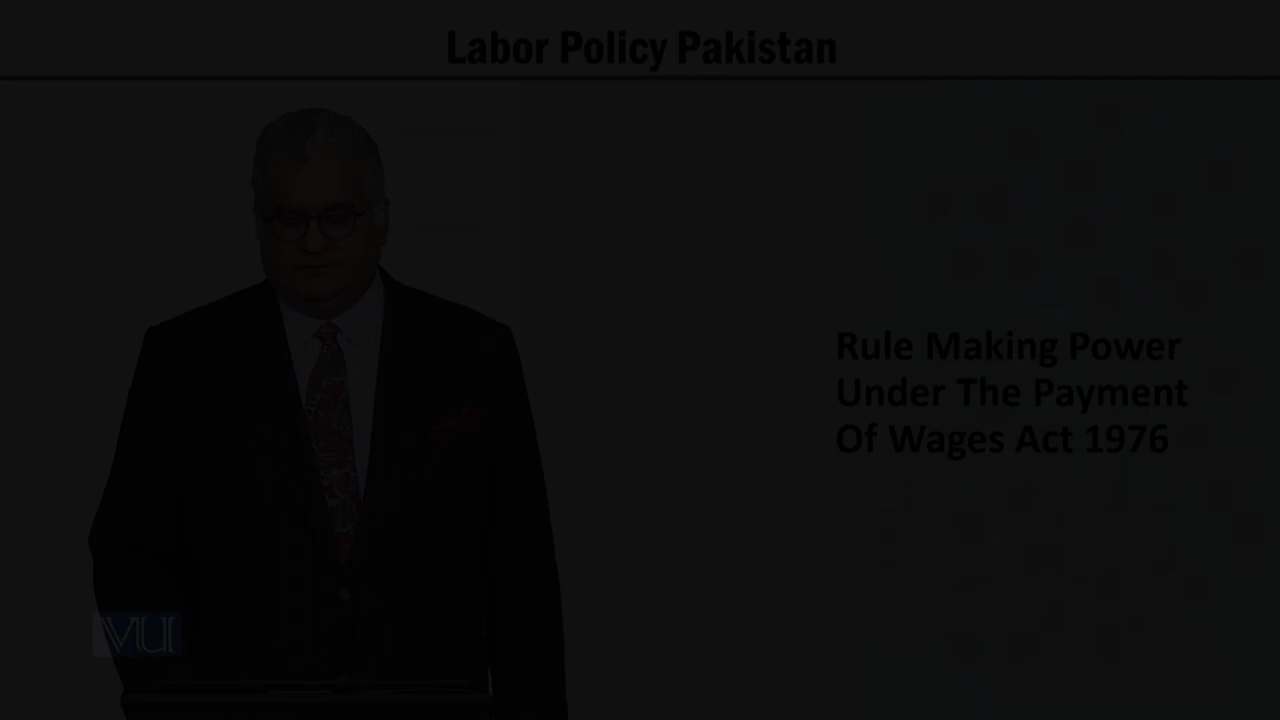 Labor Policy Pakistan
Rule Making Power
Under The Payment
Of Wages Act 1976
VU